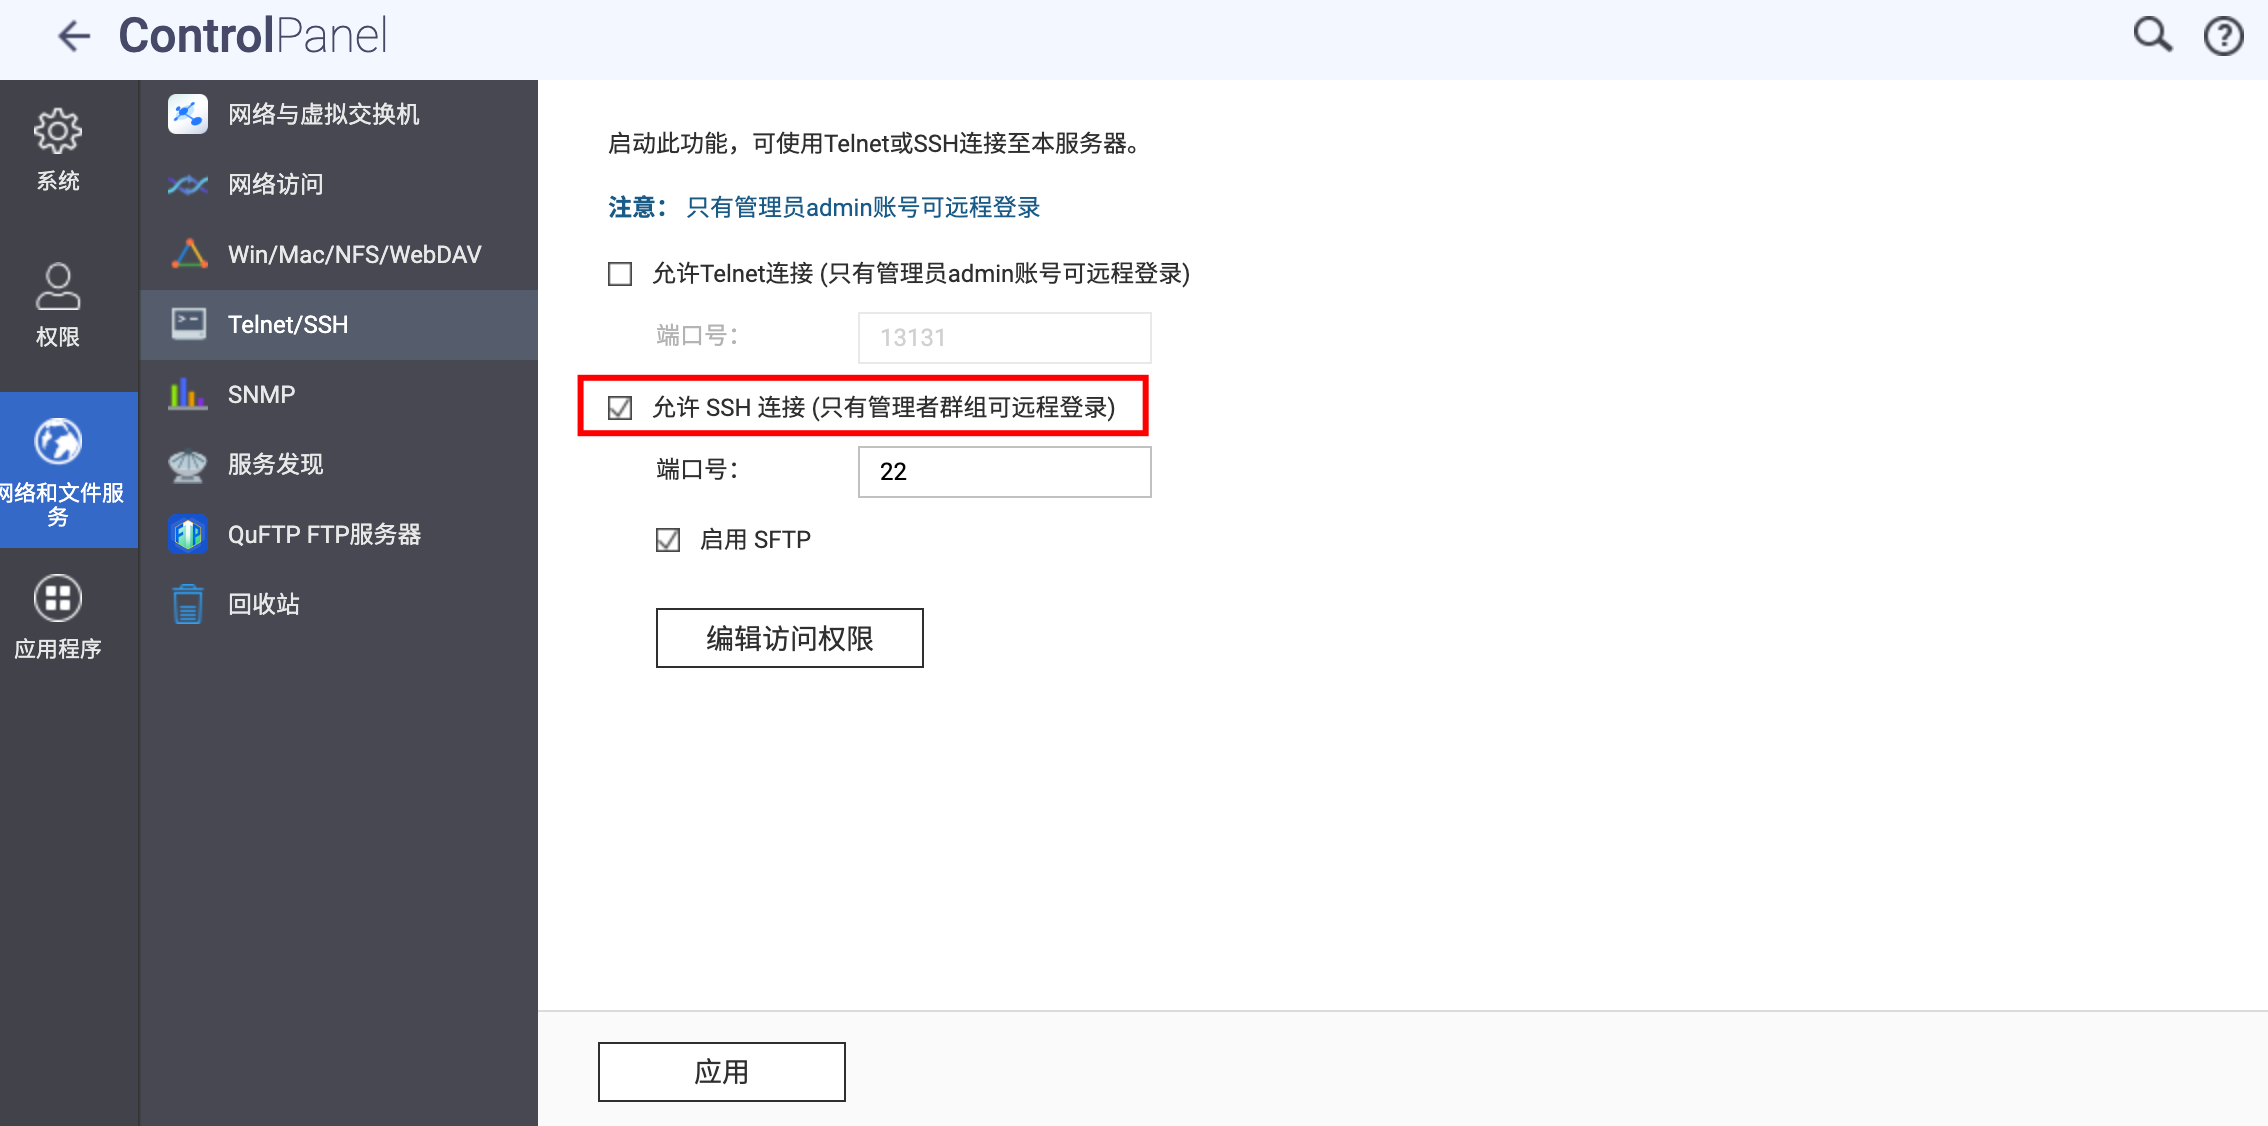 ControlPanel
系统
权限
网络和文件服
务
应用程序
网络与虚拟交换机
网络访问
Win/Mac/NFS/WebDAV
Telnet/SSH
SNMP
服务发现
QuFTP FTP服务器
回收站
启动此功能，可使用Telnet或SSH连接至本服务器。
注意： 只有管理员admin账号可远程登录
允许Telnet连接 (只有管理员admin账号可远程登录)
端口号： 13131
允许 SSH 连接 (只有管理者群组可远程登录)
端口号： 22
启用 SFTP
编辑访问权限
应用